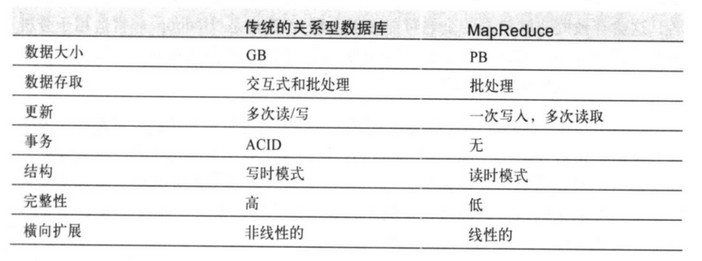 传统的关系型数据库 MapReduce
数据大小 GB PB
数据存取 交互式和批处理 批处理
更新 多次读/写 一次写入，多次读取
事务 ACID 无
结构 写时模式 读时模式
完整性 高 低
横向扩展 非线性的 线性的